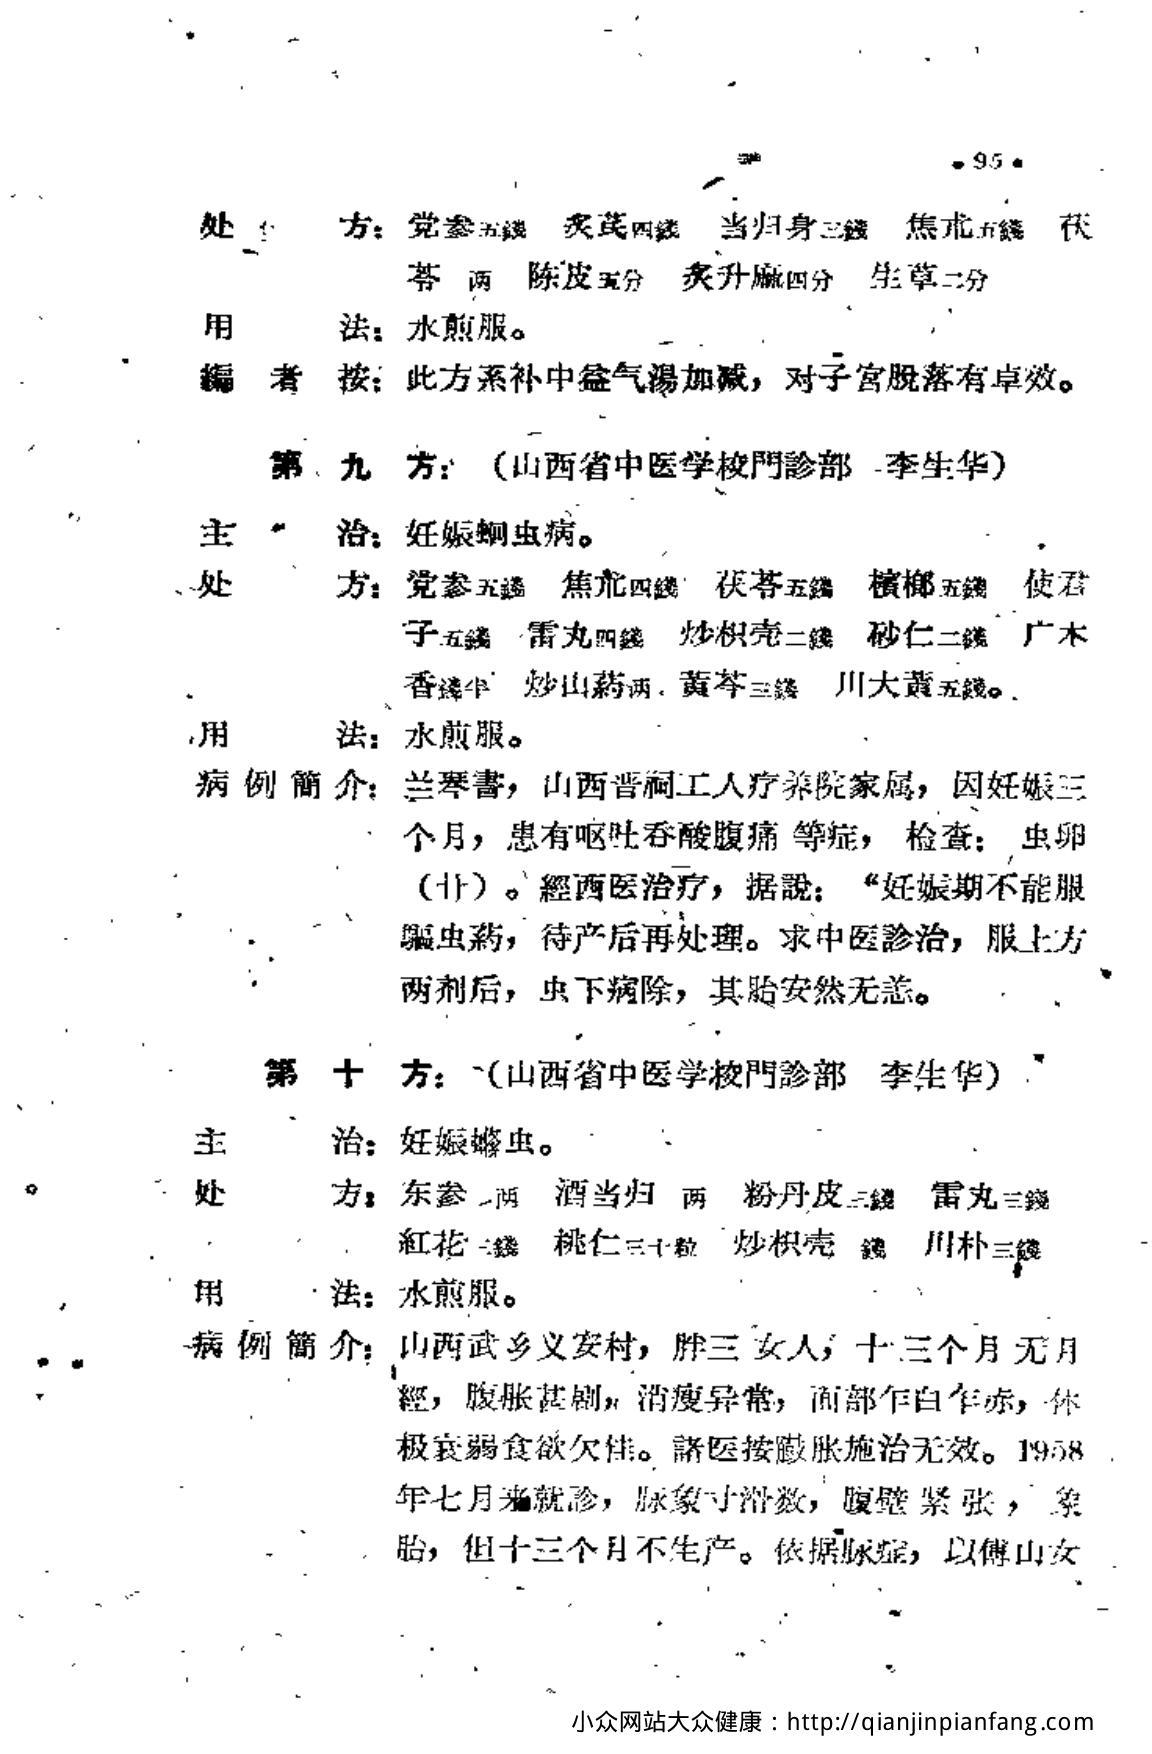 • 95 •
处 方：党参五錢 炙芪四錢 当归身三錢 焦朮五錢 茯
苓 两 陈皮五分 炙升麻四分 生草二分
用 法：水煎服。
編 者 按：此方系补中益气湯加减，对子宮脫落有卓效。
第 九 方：（山西省中医学校門診部 李生华）
主 治：妊娠蛔虫病。
处 方：党参五錢 焦朮四錢 茯苓五錢 檳榔五錢 使君
子五錢 雷丸四錢 炒枳壳二錢 砂仁二錢 广木
香錢半 炒山药两 黃芩三錢 川大黃五錢。
用 法：水煎服。
病例簡介：兰琴書，山西晋祠工人疗养院家属，因妊娠三
个月，患有呕吐吞酸腹痛等症，检查：虫卵
（卄）。經西医治疗，据說：“妊娠期不能服
驅虫药，待产后再处理。求中医診治，服上方
两剂后，虫下病除，其胎安然无恙。
第 十 方：（山西省中医学校門診部 李生华）
主 治：妊娠 虫。
处 方：东参 两 酒当归 两 粉丹皮三錢 雷丸三錢
紅花 錢 桃仁三十粒 炒枳壳 錢 川朴三錢
用 法：水煎服。
病例簡介：山西武乡义安村，胖三女人，十三个月无月
經，腹胀甚剧，消瘦异常，面部乍白乍赤，体
极衰弱食欲欠佳。諸医按臌胀施治无效。1958
年七月来就診，脉象寸滑数，腹壁紧张，象
胎，但十三个月不生产。依据脉症，以傅山女
小众网站大众健康：http://qianjinpianfang.com